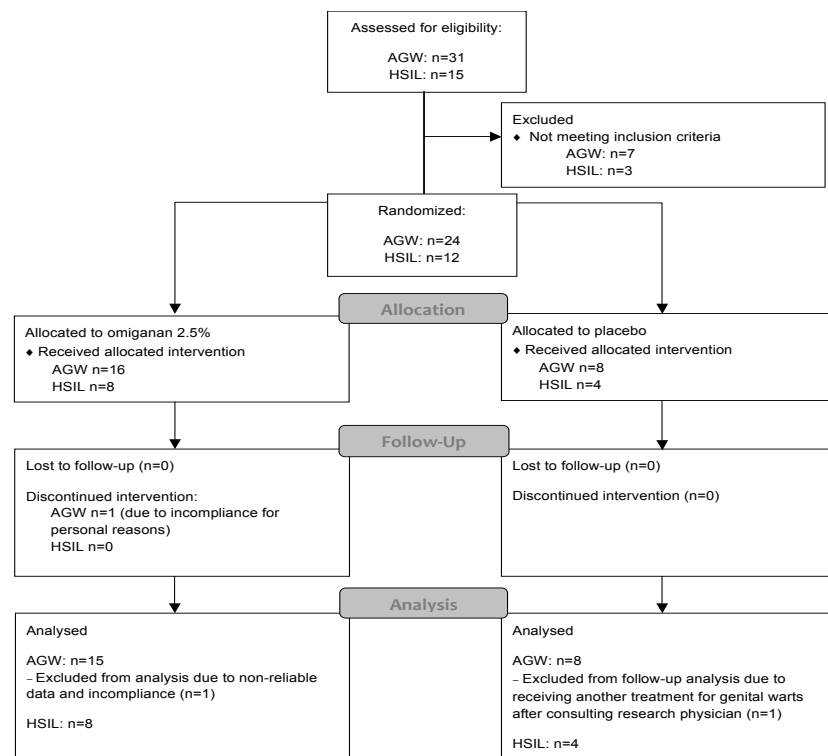 Assessed for eligibility:
AGW: n=31
HSIL: n=15
Excluded
◆ Not meeting inclusion criteria
AGW: n=7
HSIL: n=3
Randomized:
AGW: n=24
HSIL: n=12
Allocation
Allocated to omiganan 2.5%
◆ Received allocated intervention
AGW n=16
HSIL n=8
Allocated to placebo
◆ Received allocated intervention
AGW n=8
HSIL n=4
Follow-Up
Lost to follow-up (n=0)
Discontinued intervention:
AGW n=1 (due to incompliance for
personal reasons)
HSIL n=0
Lost to follow-up (n=0)
Discontinued intervention (n=0)
Analysis
Analysed
AGW: n=15
– Excluded from analysis due to non-reliable
data and incompliance (n=1)
HSIL: n=8
Analysed
AGW: n=8
– Excluded from follow-up analysis due to
receiving another treatment for genital warts
after consulting research physician (n=1)
HSIL: n=4